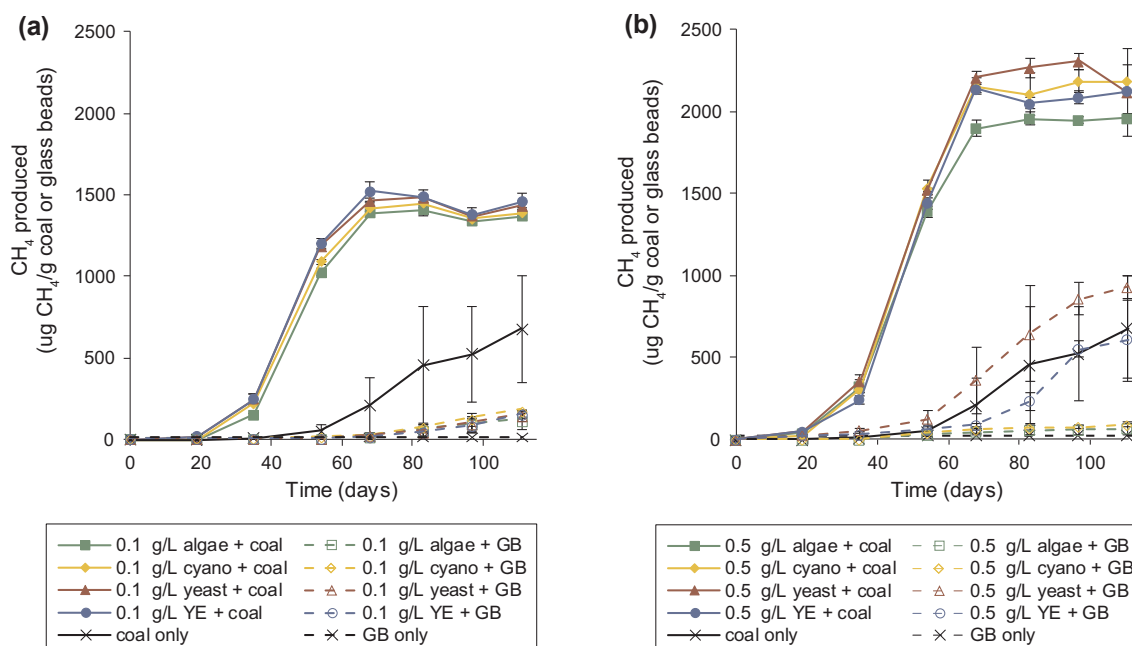 (a)
2500
2000
1500
1000
500
0
CH4 produced
(ug CH4/g coal or glass beads)
0 20 40 60 80 100
Time (days)
0.1 g/L algae + coal 0.1 g/L algae + GB
0.1 g/L cyano + coal 0.1 g/L cyano + GB
0.1 g/L yeast + coal 0.1 g/L yeast + GB
0.1 g/L YE + coal 0.1 g/L YE + GB
coal only GB only
(b)
2500
2000
1500
1000
500
0
CH4 produced
(ug CH4/g coal or glass beads)
0 20 40 60 80 100
Time (days)
0.5 g/L algae + coal 0.5 g/L algae + GB
0.5 g/L cyano + coal 0.5 g/L cyano + GB
0.5 g/L yeast + coal 0.5 g/L yeast + GB
0.5 g/L YE + coal 0.5 g/L YE + GB
coal only GB only